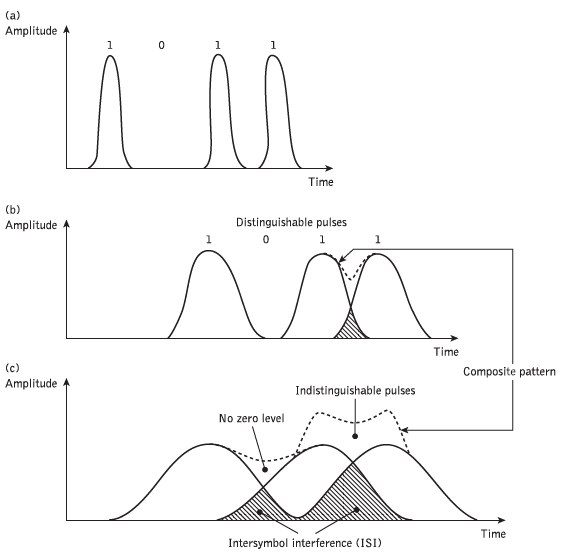 (a)
Amplitude
1 0 1 1
Time
(b)
Amplitude
Distinguishable pulses
1 0 1 1
Time
Composite pattern
(c)
Amplitude
Indistinguishable pulses
No zero level
Time
Intersymbol interference (ISI)